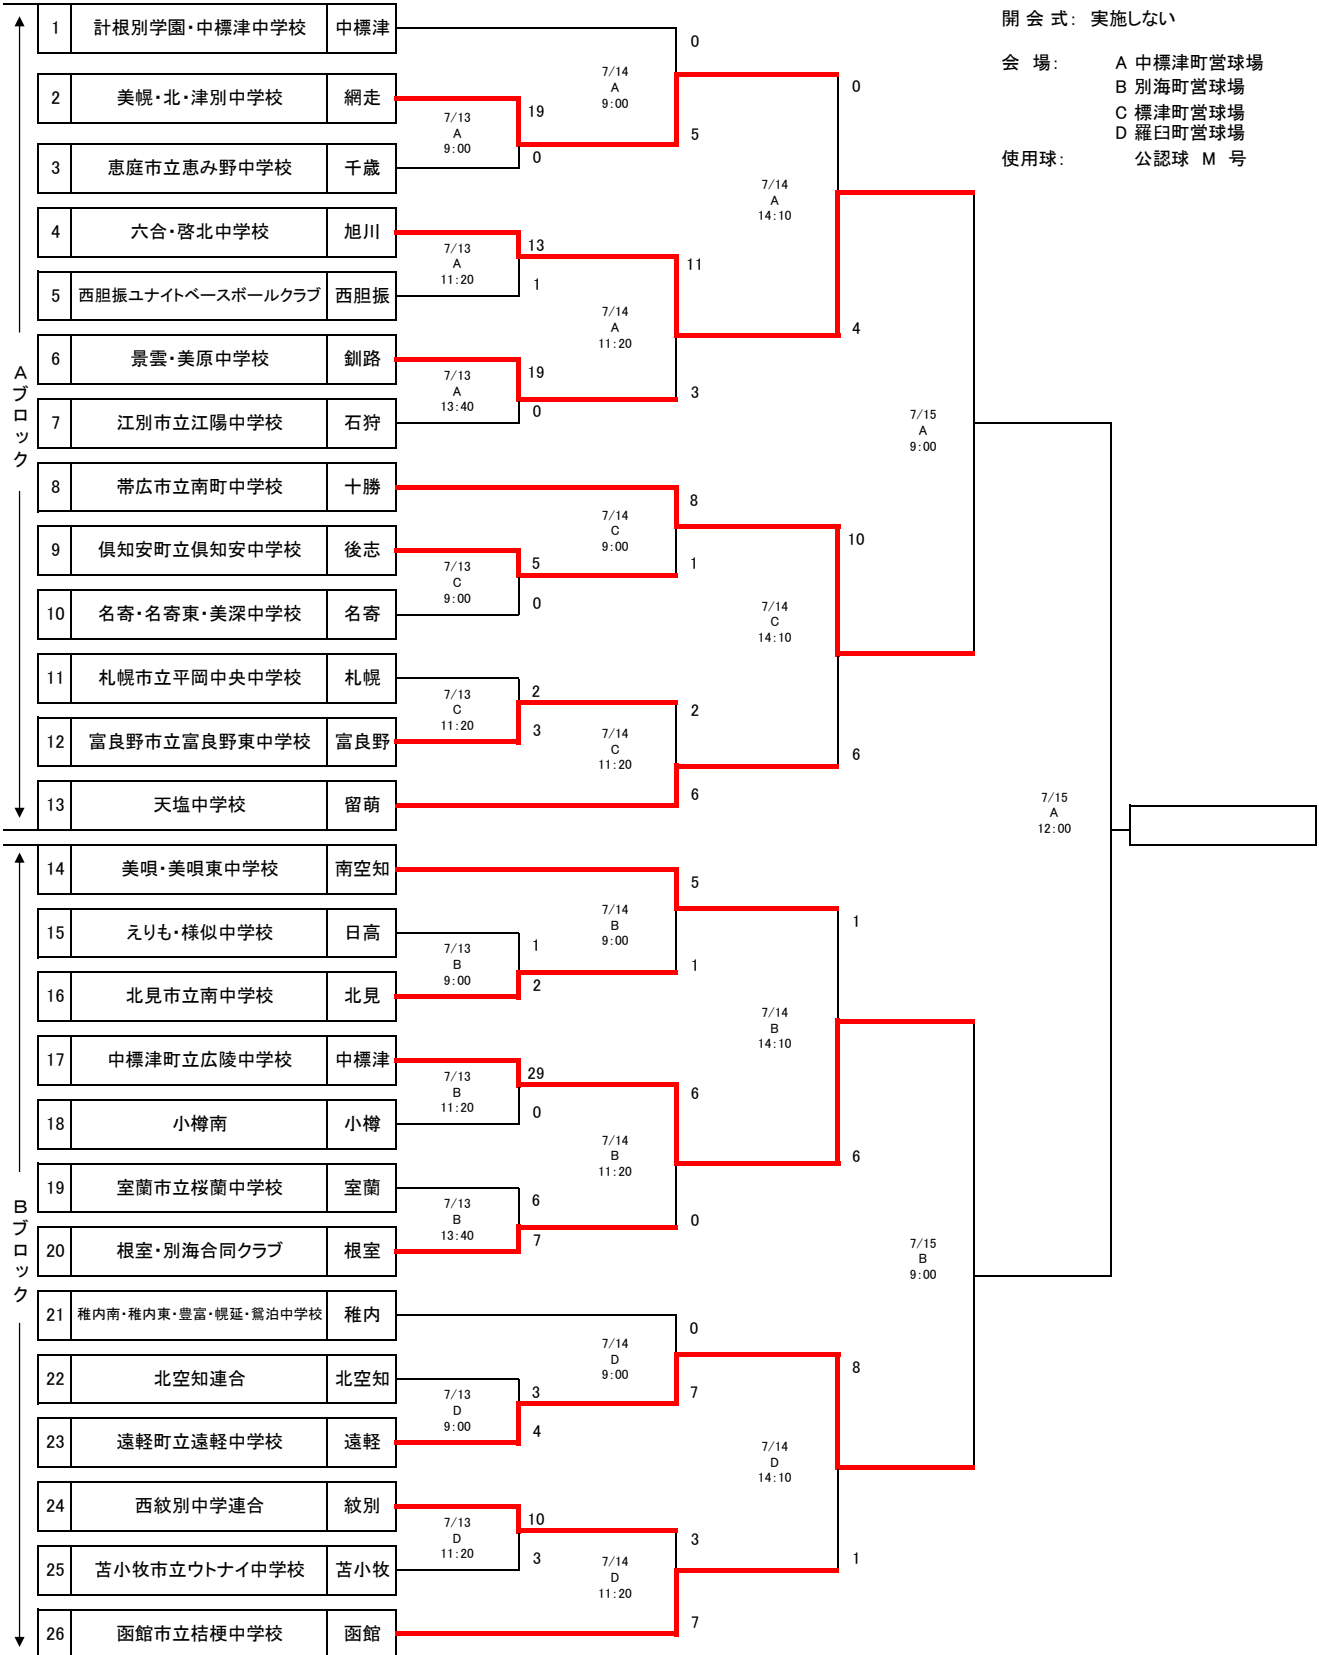 開 会 式: 実施しない
会 場: A 中標津町営球場
B 別海町営球場
C 標津町営球場
D 羅臼町営球場
使用球: 公認球 M 号
Aブロック
1 計根別学園・中標津中学校 中標津
2 美幌・北・津別中学校 網走
3 恵庭市立恵み野中学校 千歳
4 六合・啓北中学校 旭川
5 西胆振ユナイトベースボールクラブ 西胆振
6 景雲・美原中学校 釧路
7 江別市立江陽中学校 石狩
8 帯広市立南町中学校 十勝
9 倶知安町立倶知安中学校 後志
10 名寄・名寄東・美深中学校 名寄
11 札幌市立平岡中央中学校 札幌
12 富良野市立富良野東中学校 富良野
13 天塩中学校 留萌
Bブロック
14 美唄・美唄東中学校 南空知
15 えりも・様似中学校 日高
16 北見市立南中学校 北見
17 中標津町立広陵中学校 中標津
18 小樽南 小樽
19 室蘭市立桜蘭中学校 室蘭
20 根室・別海合同クラブ 根室
21 稚内南・稚内東・豊富・幌延・鴛泊中学校 稚内
22 北空知連合 北空知
23 遠軽町立遠軽中学校 遠軽
24 西紋別中学連合 紋別
25 苫小牧市立ウトナイ中学校 苫小牧
26 函館市立桔梗中学校 函館
7/13
A
9:00
19
0
7/13
A
11:20
13
1
7/13
A
13:40
19
0
7/13
C
9:00
5
0
7/13
C
11:20
2
3
7/13
B
9:00
1
2
7/13
B
11:20
29
0
7/13
B
13:40
6
7
7/13
D
9:00
3
4
7/13
D
11:20
10
3
7/14
A
9:00
0
5
7/14
A
11:20
11
3
7/14
C
9:00
8
1
7/14
C
11:20
2
6
7/14
B
9:00
5
1
7/14
B
11:20
6
0
7/14
D
9:00
0
7
7/14
D
11:20
3
7
7/14
A
14:10
0
4
7/14
C
14:10
10
6
7/14
B
14:10
1
6
7/14
D
14:10
8
1
7/15
A
9:00
7/15
B
9:00
7/15
A
12:00